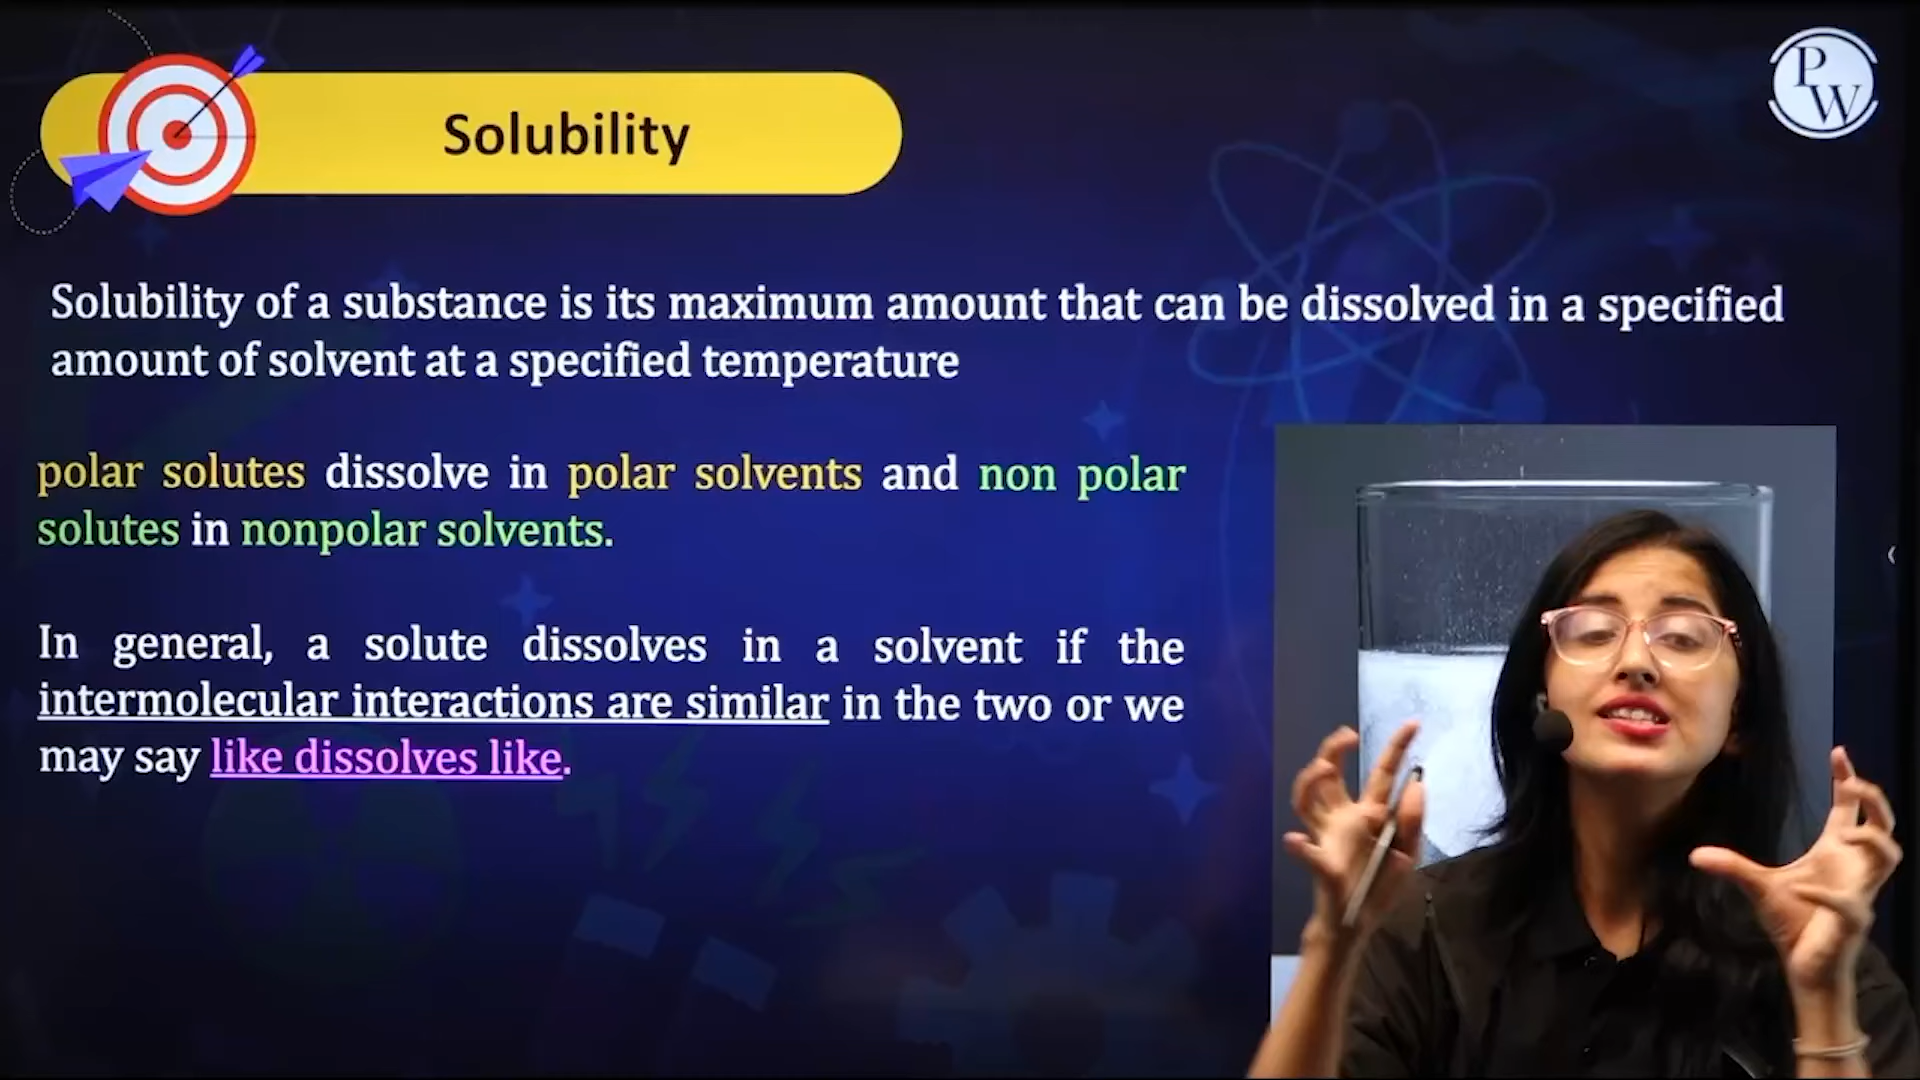 PW
Solubility
Solubility of a substance is its maximum amount that can be dissolved in a specified
amount of solvent at a specified temperature
polar solutes dissolve in polar solvents and non polar
solutes in nonpolar solvents.
In general, a solute dissolves in a solvent if the
intermolecular interactions are similar in the two or we
may say like dissolves like.